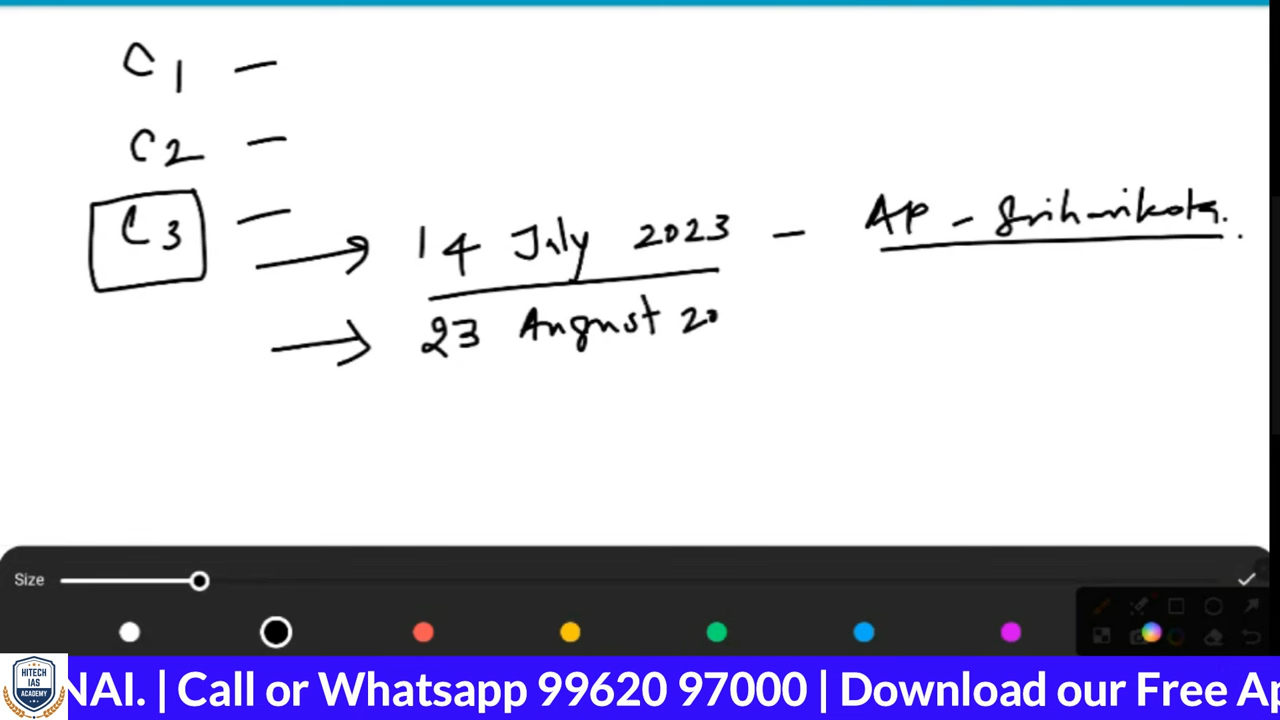 C1 –
C2 –
C3 –
→ 14 July 2023 – AP – Sriharikota.
→ 23 August 20
Size
HITECH
IAS
ACADEMY
NAI. | Call or Whatsapp 99620 97000 | Download our Free Ap